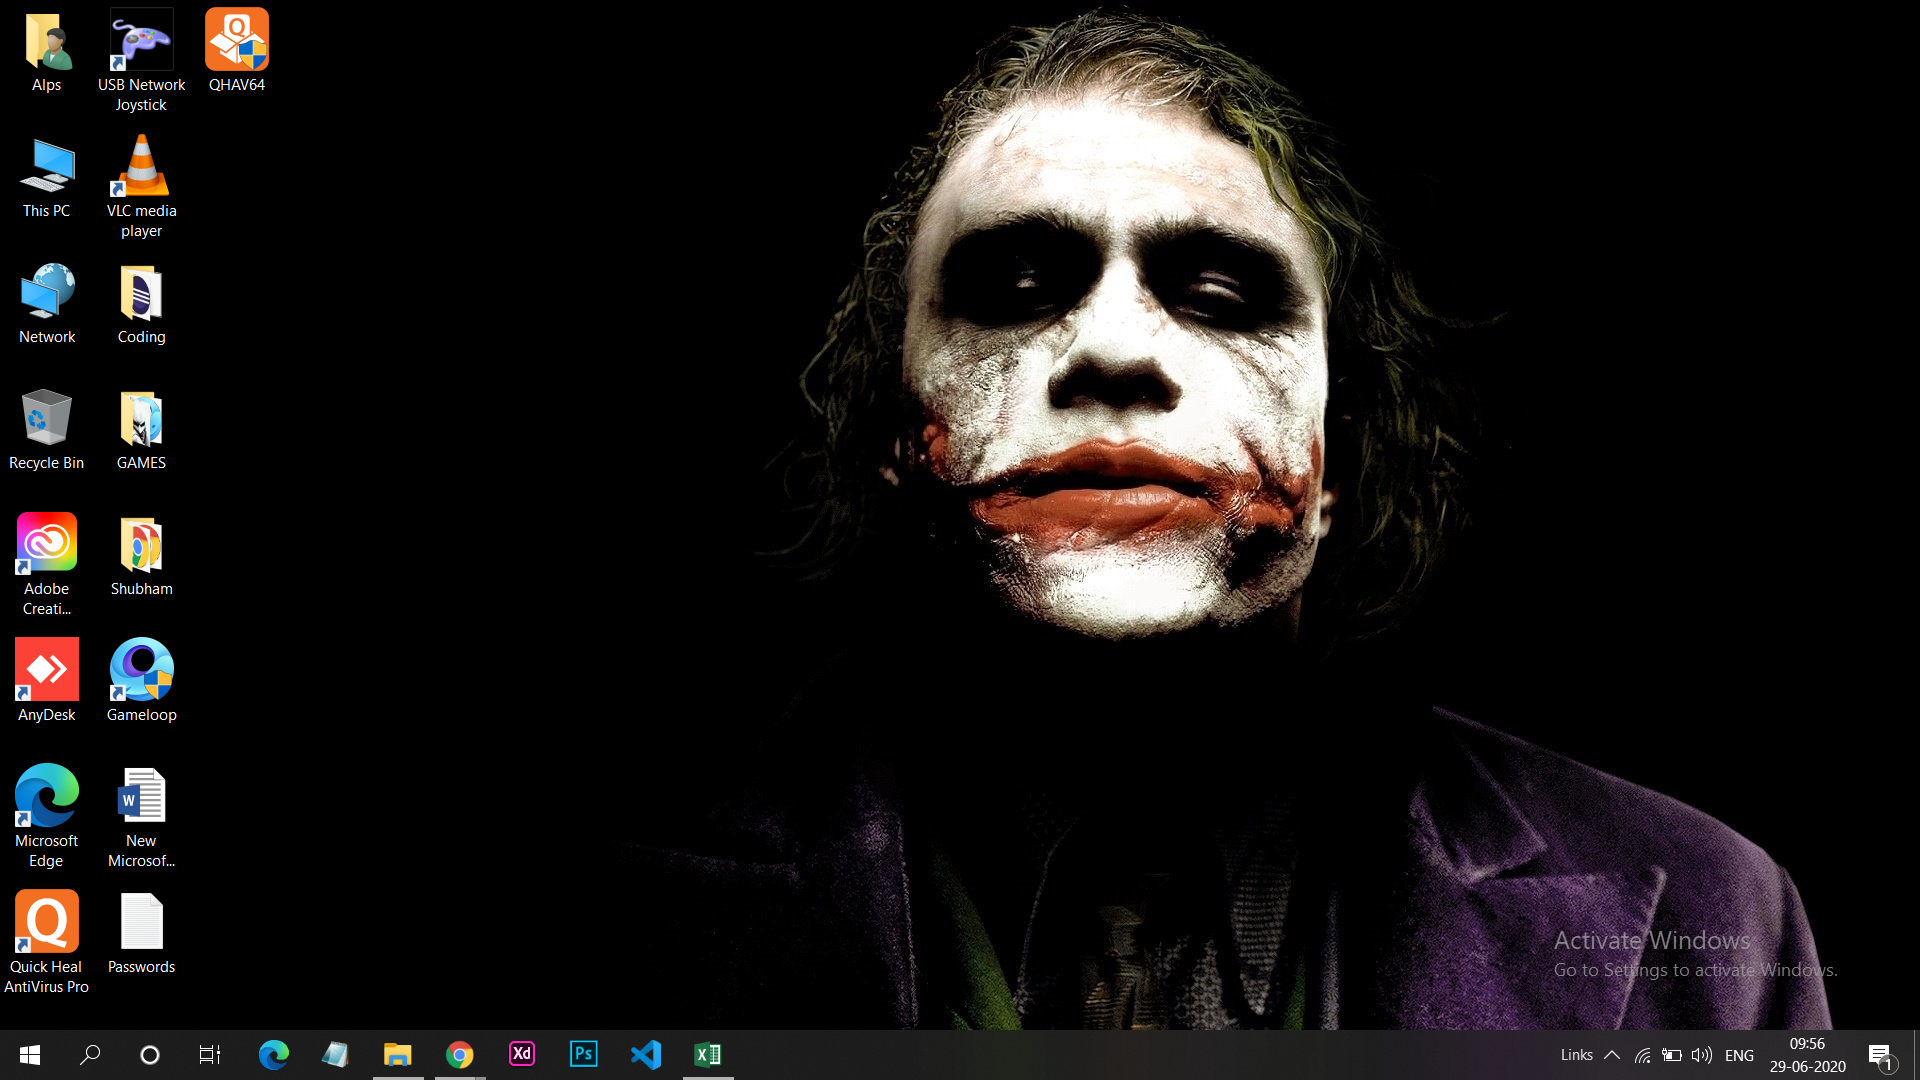 Alps
USB Network
Joystick
QHAV64
This PC
VLC media
player
Network
Coding
Recycle Bin
GAMES
Adobe
Creati...
Shubham
AnyDesk
Gameloop
Microsoft
Edge
New
Microsof...
Quick Heal
AntiVirus Pro
Passwords
Activate Windows
Go to Settings to activate Windows.
Xd
Ps
Links
ENG
09:56
29-06-2020
1